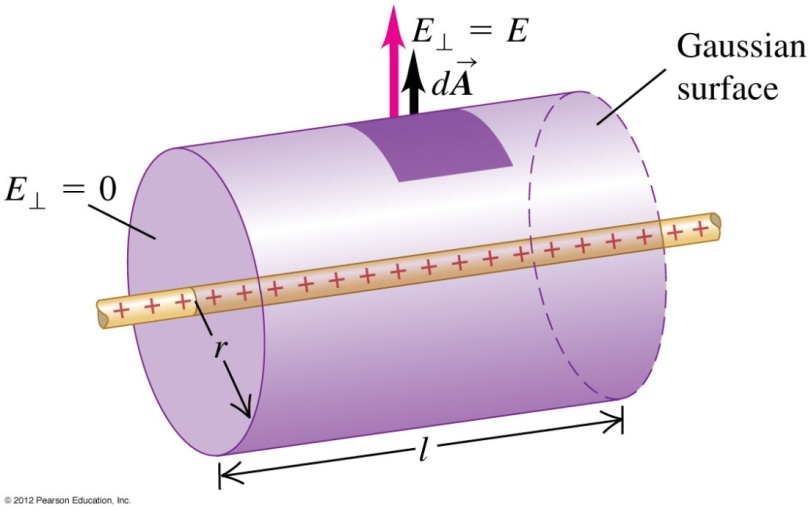 E⊥ = E
dA⃗
Gaussian
surface
E⊥ = 0
+ + + + + + + + + + + + + + + + + + + +
r
l
© 2012 Pearson Education, Inc.